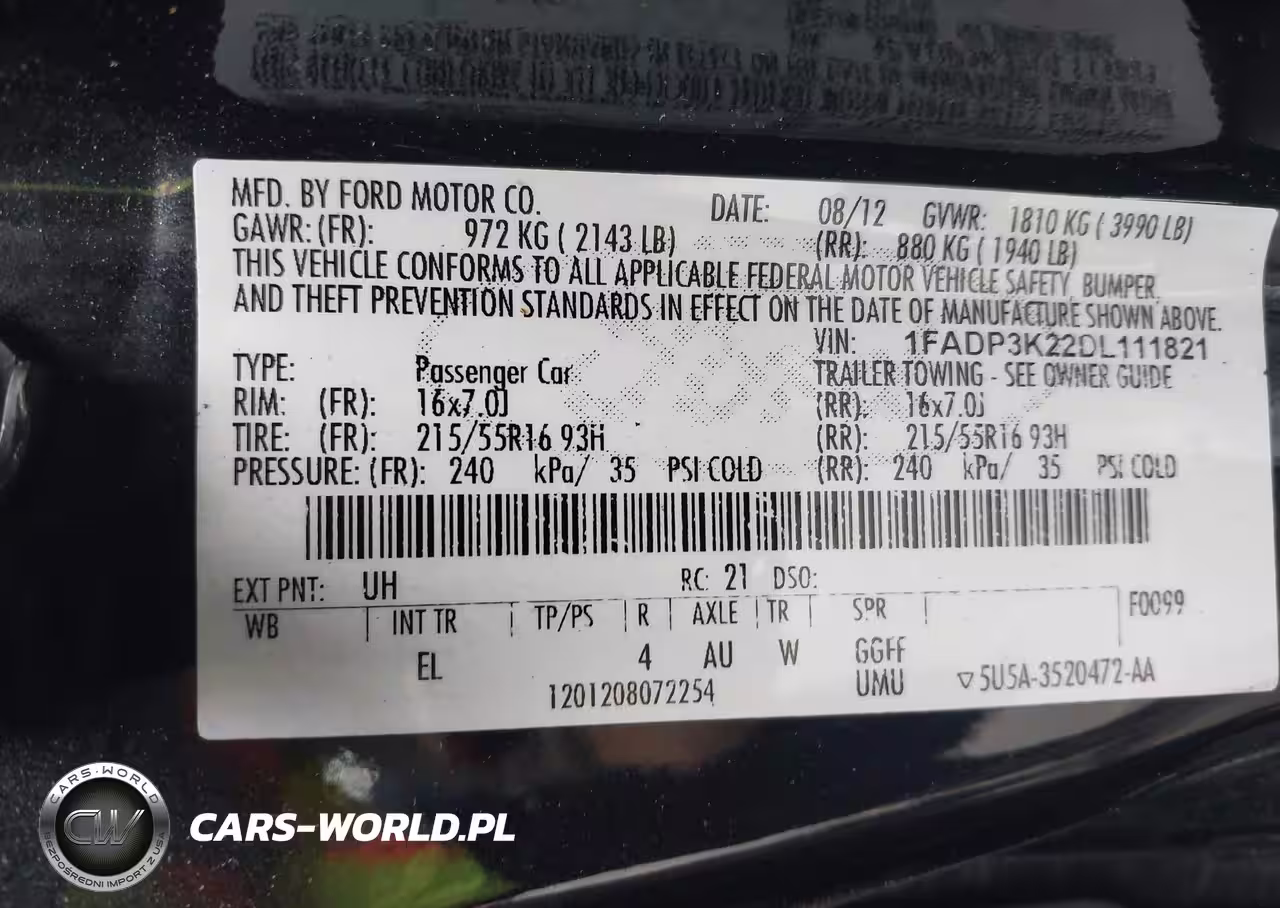 MFD. BY FORD MOTOR CO. DATE: 08/12 GVWR: 1810 KG ( 3990 LB)
GAWR: (FR): 972 KG ( 2143 LB) (RR): 880 KG ( 1940 LB)
THIS VEHICLE CONFORMS TO ALL APPLICABLE FEDERAL MOTOR VEHICLE SAFETY, BUMPER,
AND THEFT PREVENTION STANDARDS IN EFFECT ON THE DATE OF MANUFACTURE SHOWN ABOVE.
VIN: 1FADP3K22DL111821
TYPE: Passenger Car TRAILER TOWING - SEE OWNER GUIDE
RIM: (FR): 16x7.0J (RR): 16x7.0J
TIRE: (FR): 215/55R16 93H (RR): 215/55R16 93H
PRESSURE: (FR): 240 kPa/ 35 PSI COLD (RR): 240 kPa/ 35 PSI COLD
EXT PNT: UH RC: 21 DSO:
WB INT TR TP/PS R AXLE TR SPR F0099
EL 4 AU W GGFF
1201208072254 UMU ▽ 5U5A-3520472-AA
CARS-WORLD
CW
BEZPOŚREDNI IMPORT Z USA
CARS-WORLD.PL